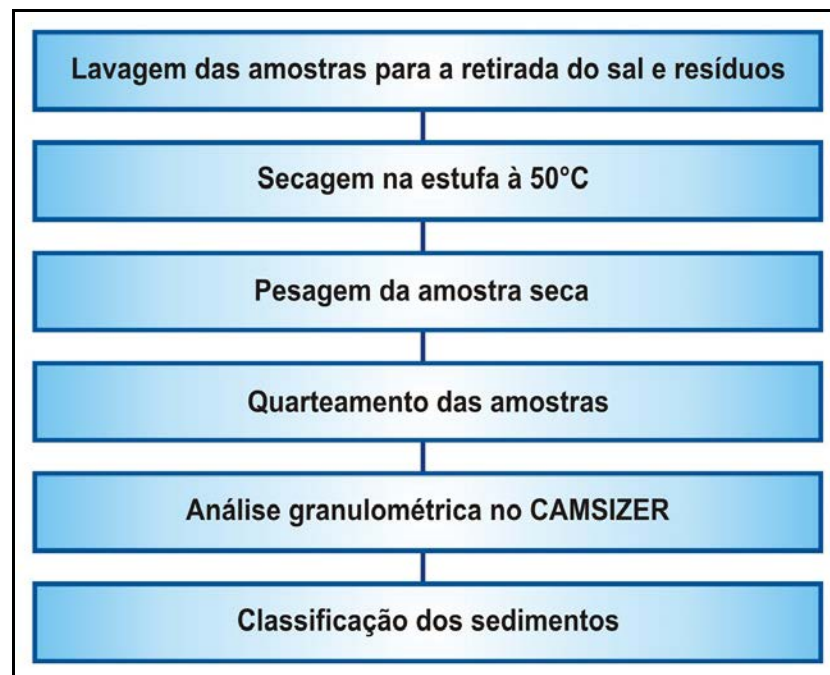 Lavagem das amostras para a retirada do sal e resíduos
Secagem na estufa à 50°C
Pesagem da amostra seca
Quarteamento das amostras
Análise granulométrica no CAMSIZER
Classificação dos sedimentos